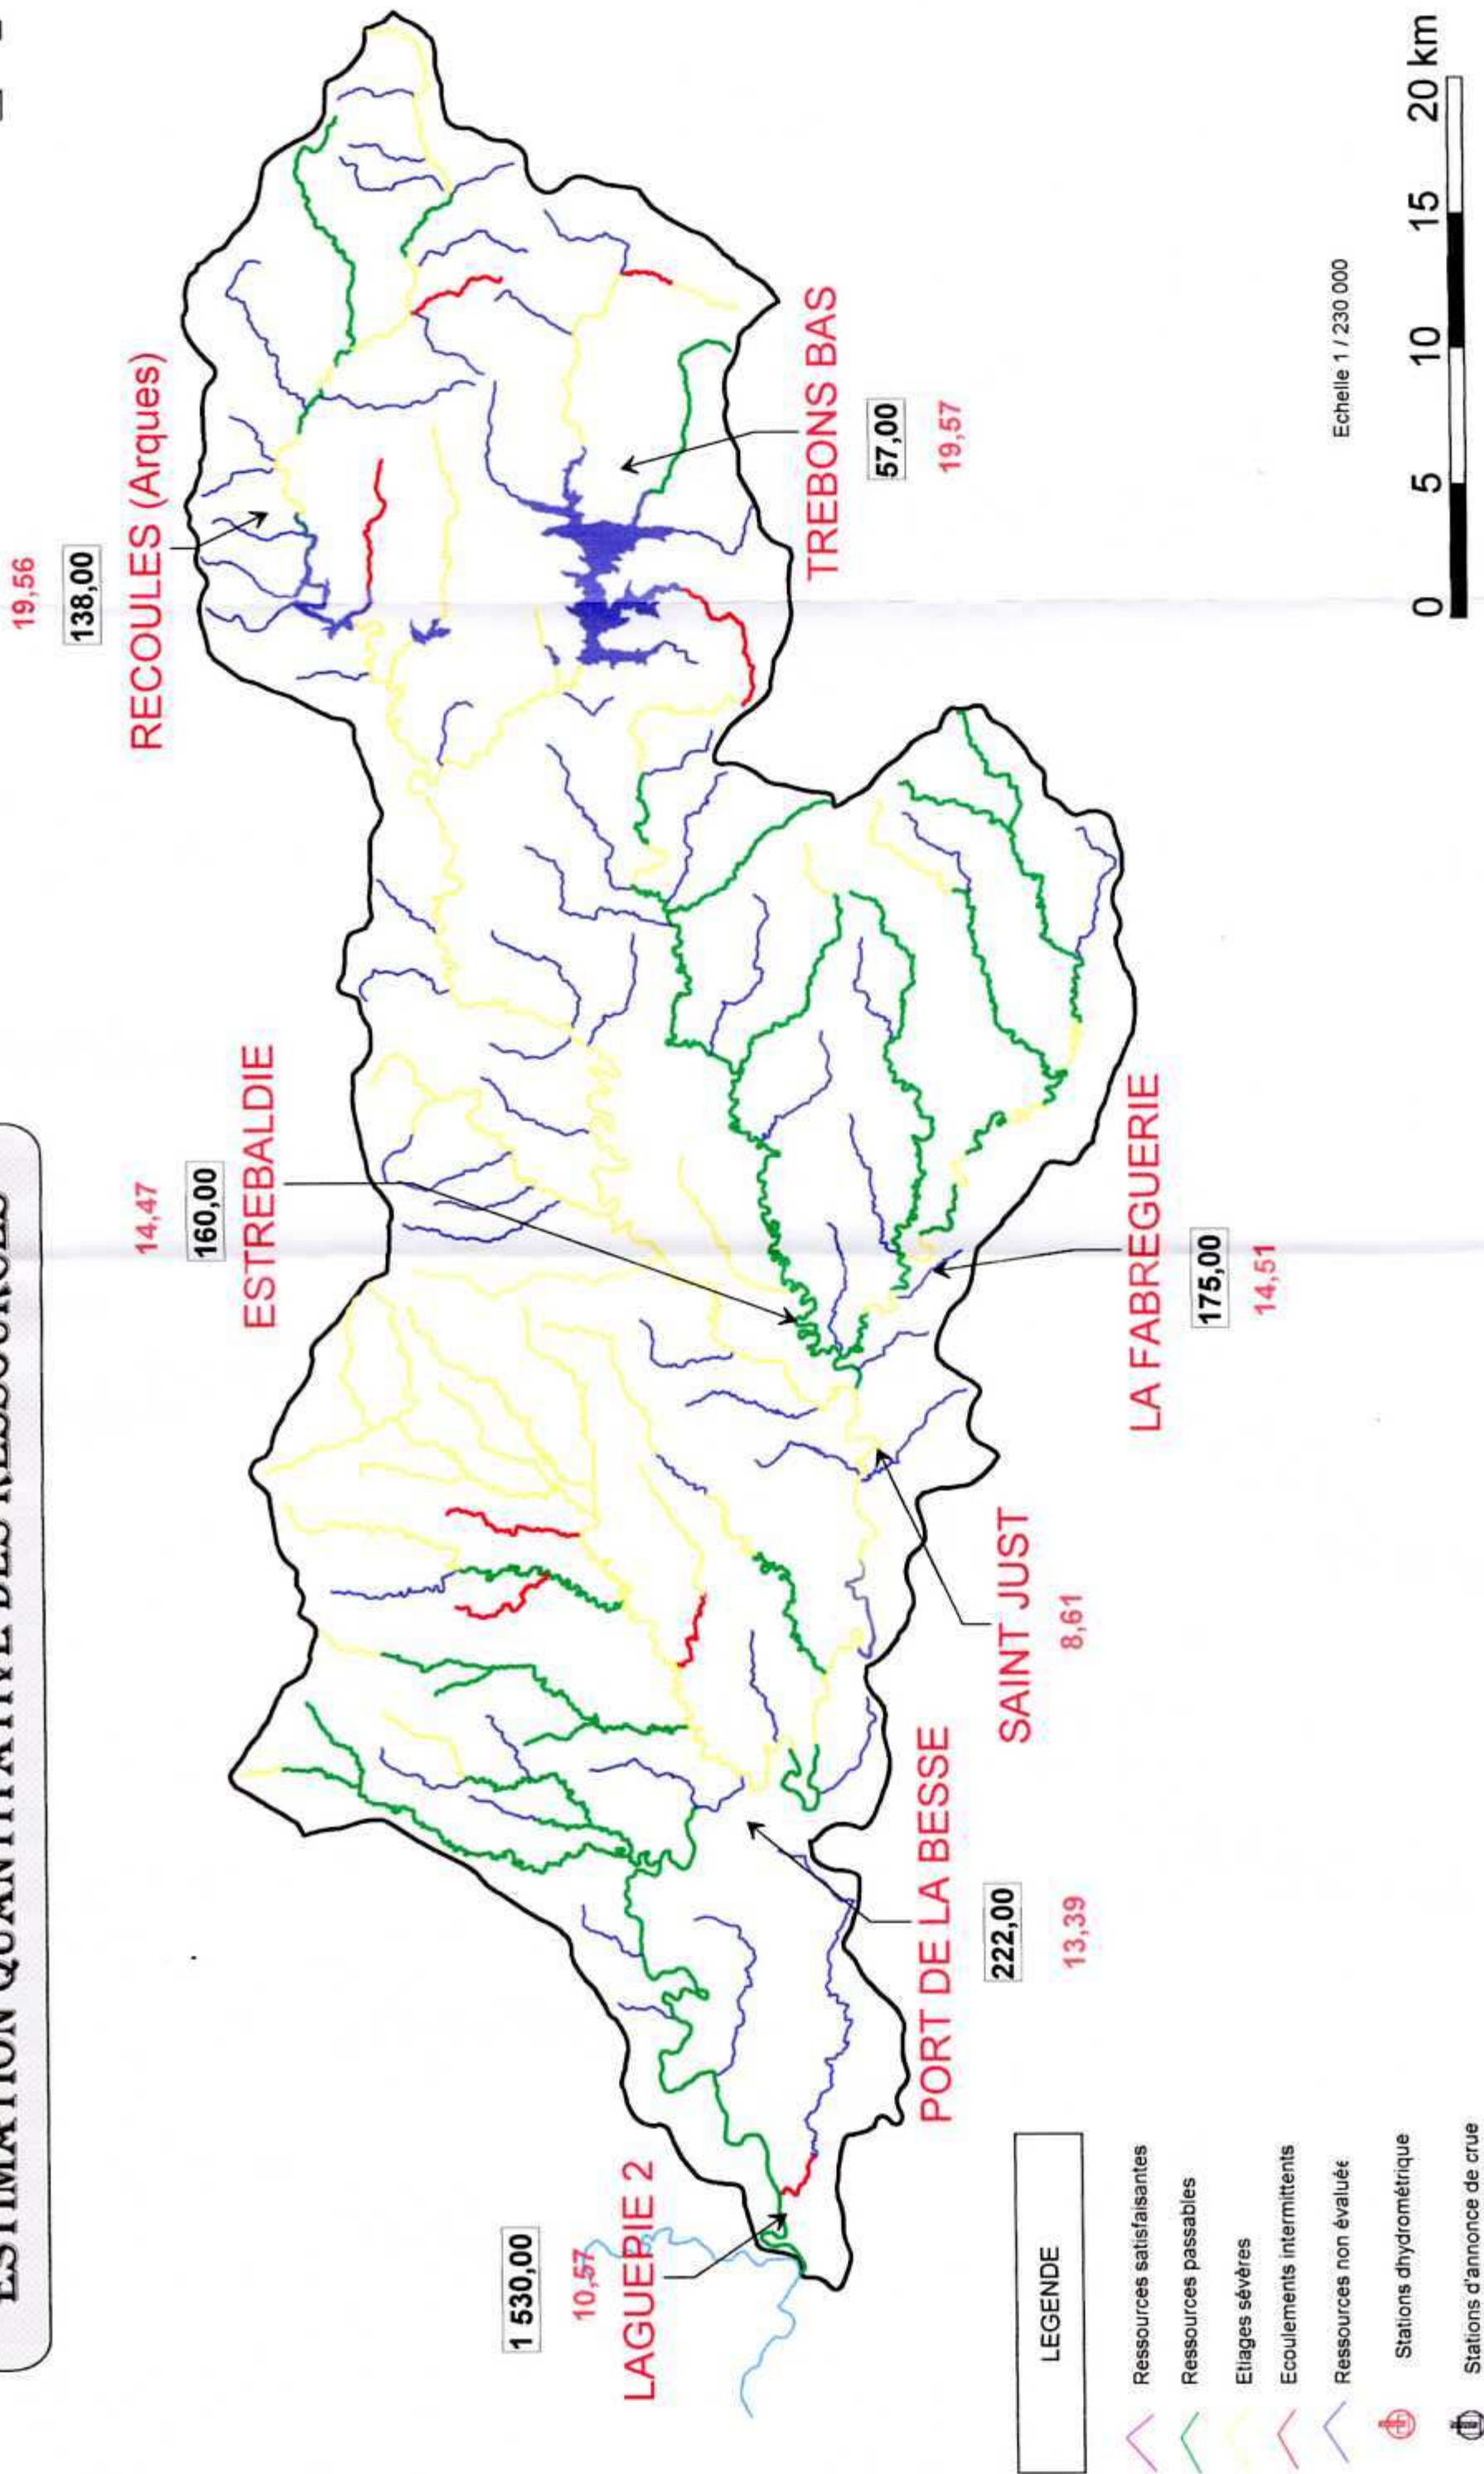 ESTIMATION QUANTITATIVE DES RESSOURCES
19,56
138,00
RECOULES (Arques)
14,47
160,00
ESTREBALDIE
TREBONS BAS
57,00
19,57
1 530,00
10,57
LAGUEPIE 2
PORT DE LA BESSE
222,00
13,39
SAINT JUST
8,61
LA FABREGUERIE
175,00
14,51
LEGENDE
Ressources satisfaisantes
Ressources passables
Etiages sévères
Ecoulements intermittents
Ressources non évalué
Stations d'hydrométrique
Stations d'annonce de crue
Echelle 1 / 230 000
0 5 10 15 20 km